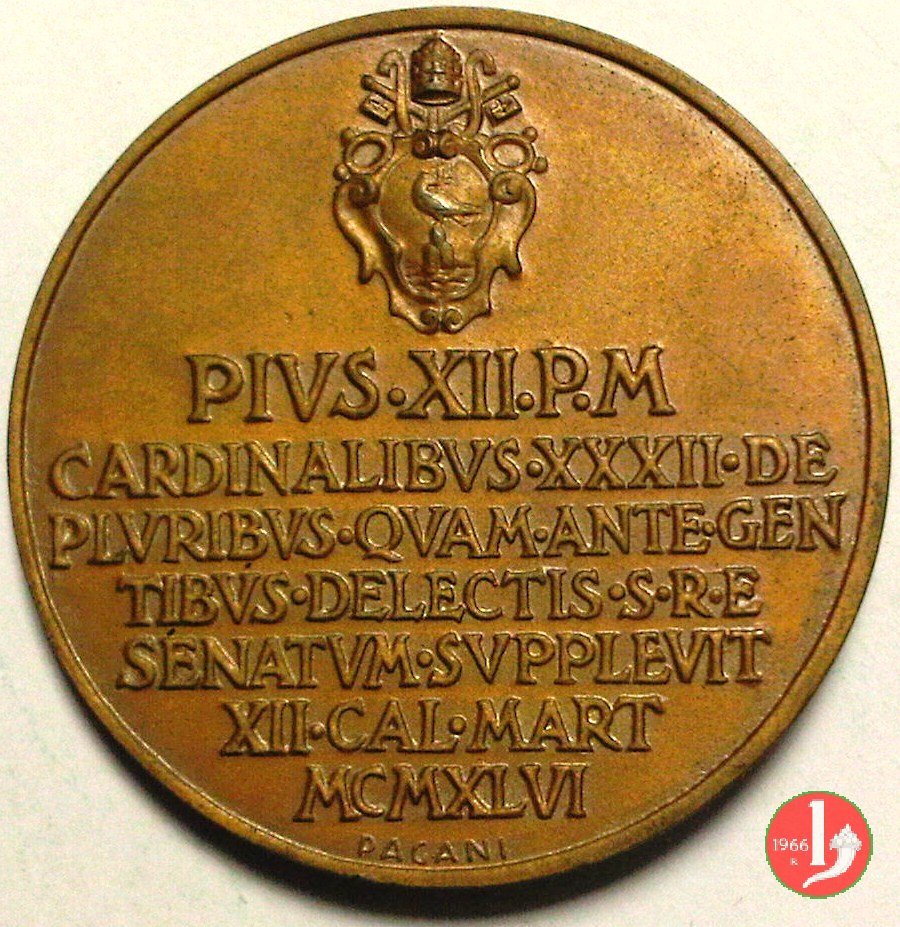 PIVS·XII·P·M
CARDINALIBVS·XXXII·DE
PLVRIBVS·QVAM·ANTE·GEN
TIBVS·DELECTIS·S·R·E
SENATVM·SVPPLEVIT
XII·CAL·MART
MCMXLVI
PAGANI
1966
R